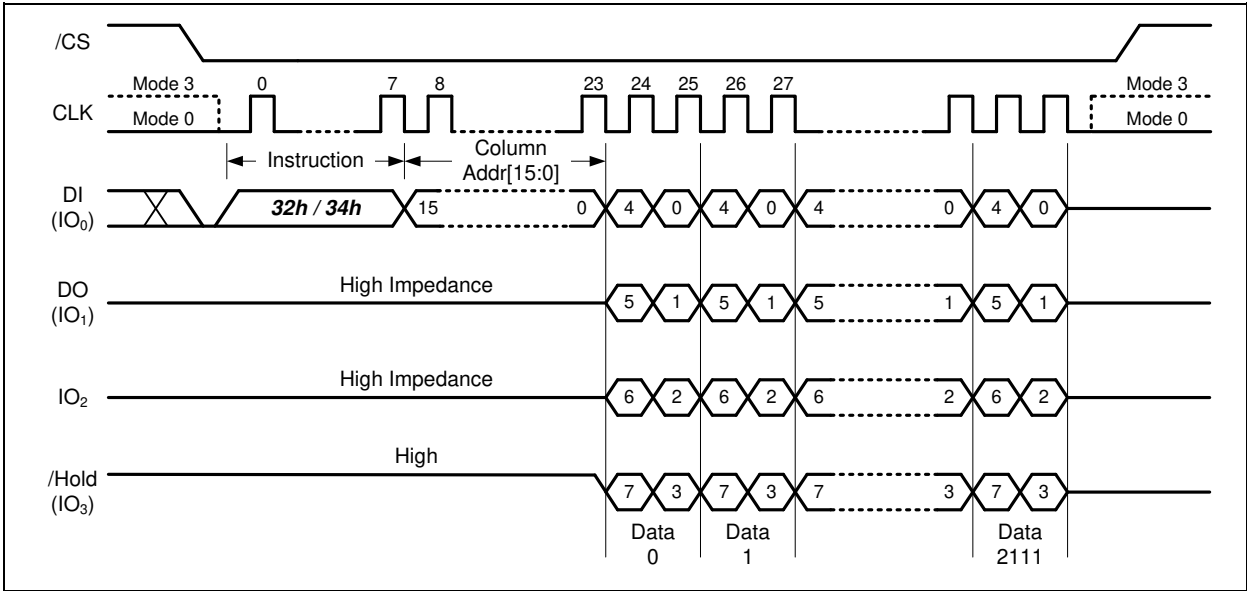 /CS
Mode 3 0 7 8 23 24 25 26 27 Mode 3
CLK
Mode 0 Mode 0
Instruction Column
Addr[15:0]
DI
(IO₀) 32h / 34h 15 0 4 0 4 0 4 0 4 0
High Impedance
DO
(IO₁) 5 1 5 1 5 1 5 1
High Impedance
IO₂ 6 2 6 2 6 2 6 2
High
/Hold
(IO₃) 7 3 7 3 7 3 7 3
Data Data Data
0 1 2111